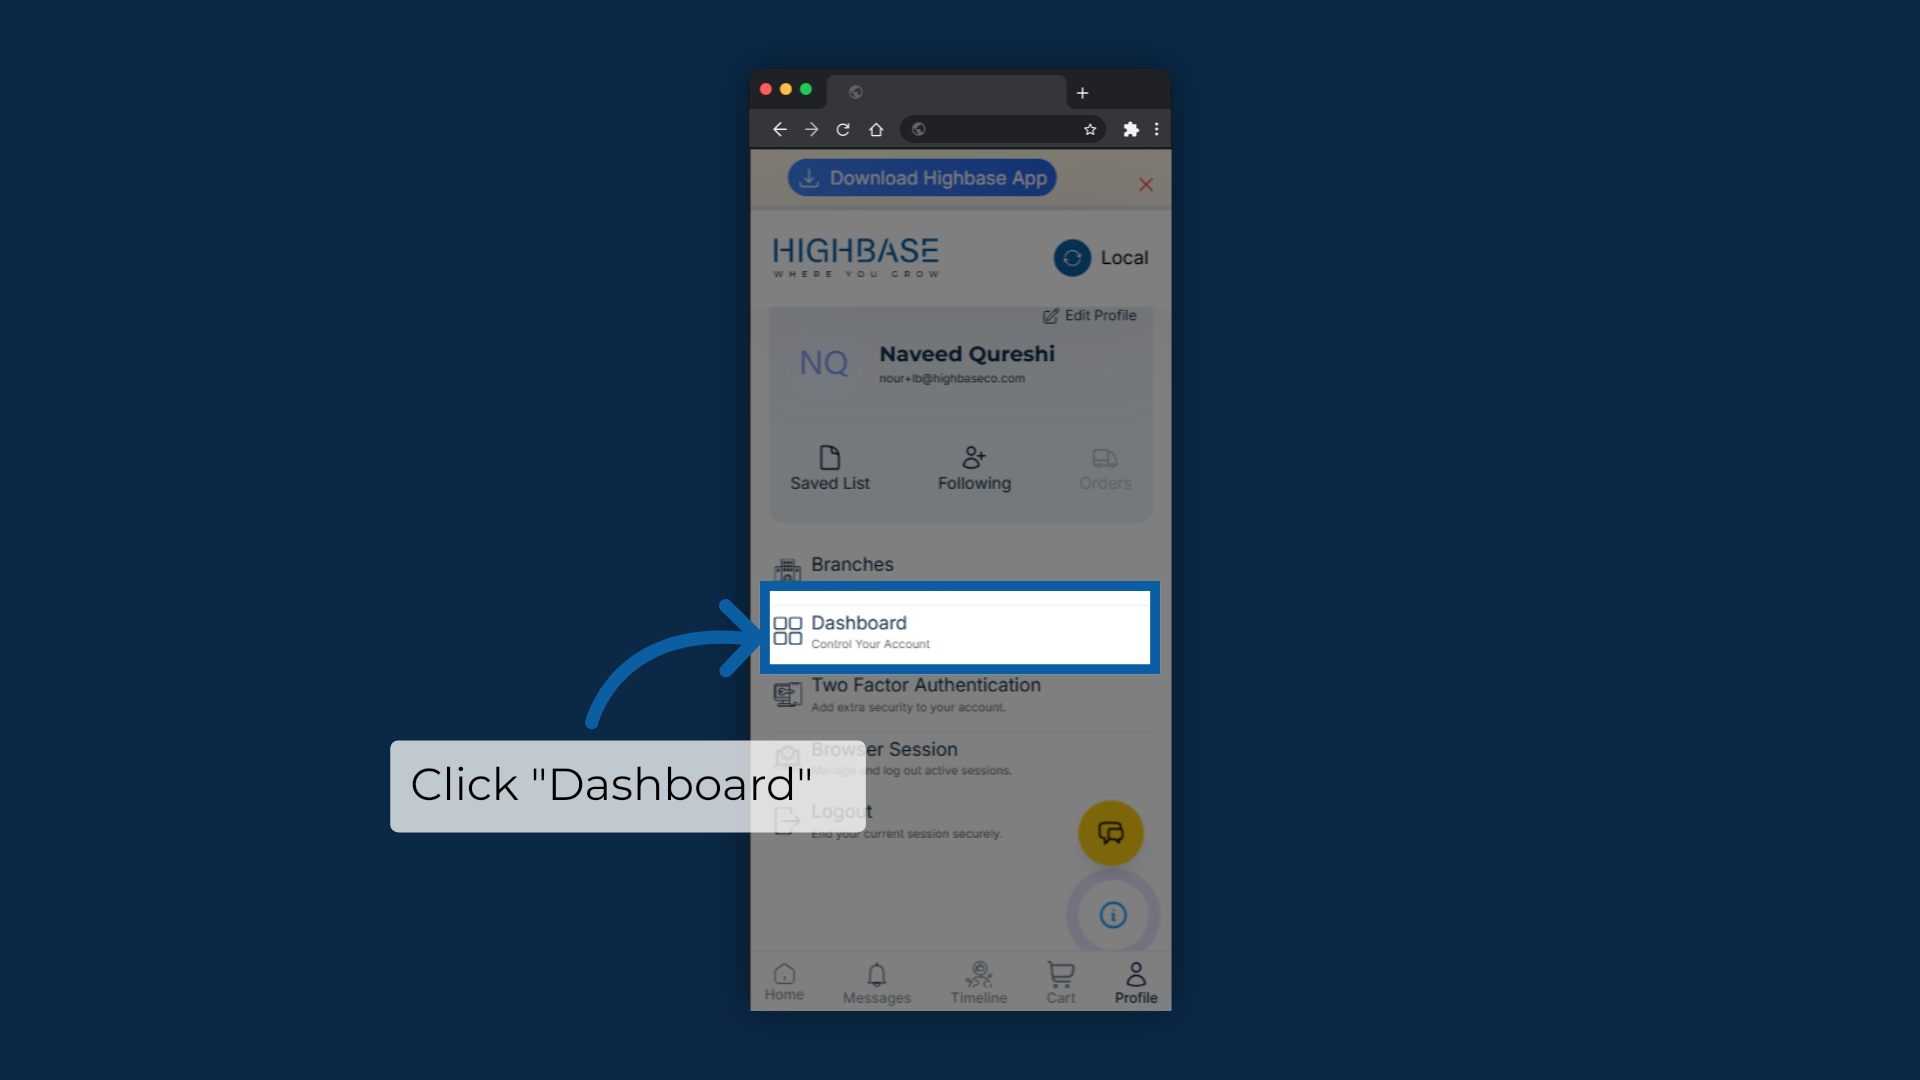 Download Highbase App
HIGHBASE
WHERE YOU GROW
Local
Edit Profile
NQ
Naveed Qureshi
nour+lb@highbaseco.com
Saved List
Following
Orders
Branches
Dashboard
Control Your Account
Two Factor Authentication
Add extra security to your account.
Browser Session
Manage and log out active sessions.
Click "Dashboard"
Logout
End your current session securely.
Home
Messages
Timeline
Cart
Profile